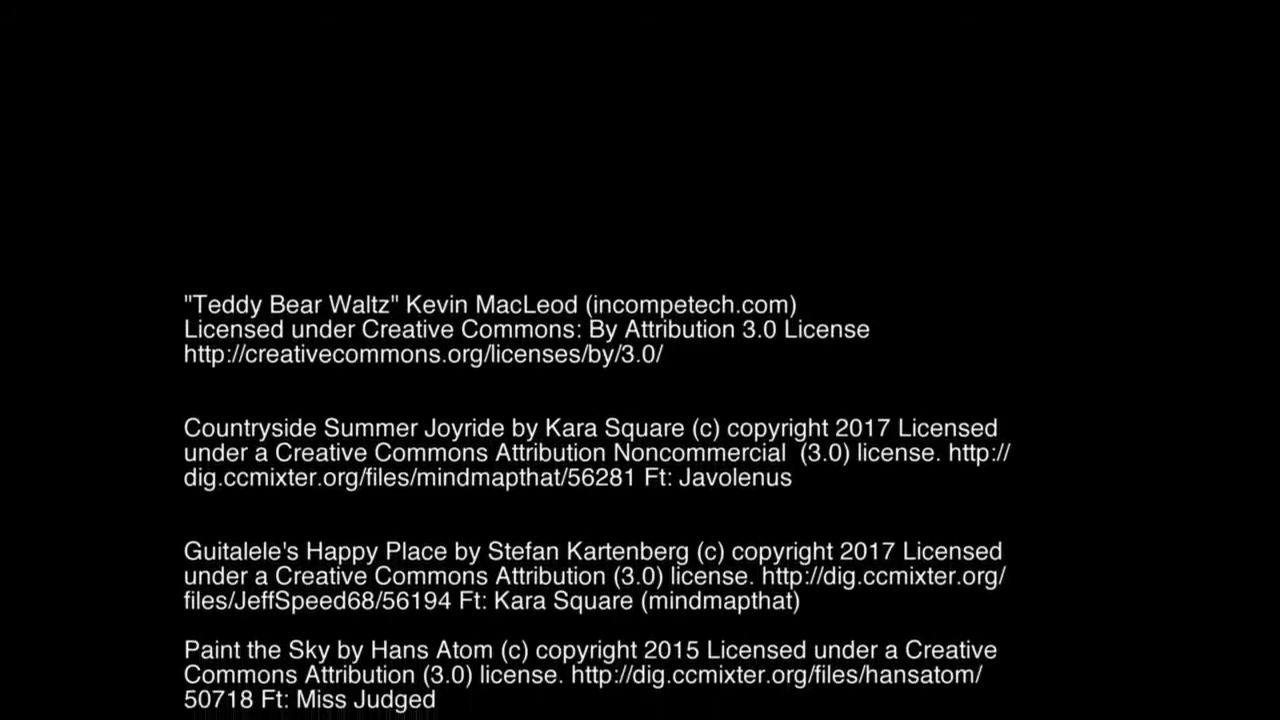 "Teddy Bear Waltz" Kevin MacLeod (incompetech.com)
Licensed under Creative Commons: By Attribution 3.0 License
http://creativecommons.org/licenses/by/3.0/
Countryside Summer Joyride by Kara Square (c) copyright 2017 Licensed
under a Creative Commons Attribution Noncommercial  (3.0) license. http://
dig.ccmixter.org/files/mindmapthat/56281 Ft: Javolenus
Guitalele's Happy Place by Stefan Kartenberg (c) copyright 2017 Licensed
under a Creative Commons Attribution (3.0) license. http://dig.ccmixter.org/
files/JeffSpeed68/56194 Ft: Kara Square (mindmapthat)
Paint the Sky by Hans Atom (c) copyright 2015 Licensed under a Creative
Commons Attribution (3.0) license. http://dig.ccmixter.org/files/hansatom/
50718 Ft: Miss Judged